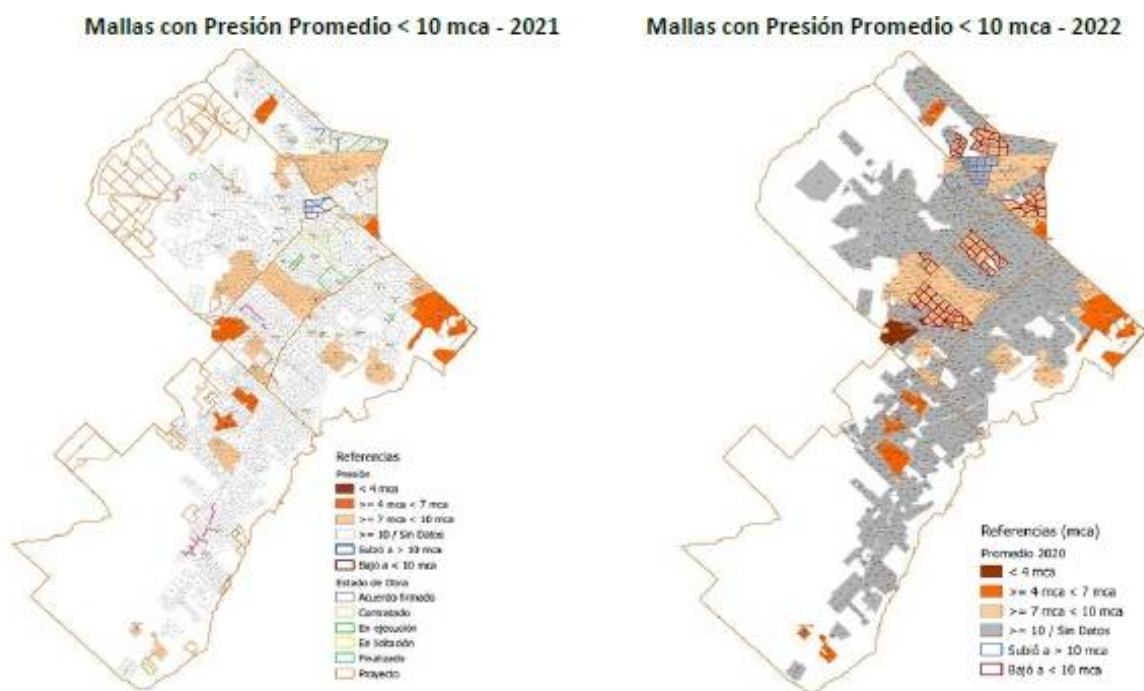 Mallas con Presión Promedio < 10 mca - 2021
Mallas con Presión Promedio < 10 mca - 2022
Referencias
Presión
< 4 mca
>= 4 mca < 7 mca
>= 7 mca < 10 mca
>= 10 / Sin Datos
Subió a > 10 mca
Bajó a < 10 mca
Estado de Obra
Acuerdo firmado
Contratado
En ejecución
En licitación
Finalizado
Proyecto
Referencias (mca)
Promedio 2020
< 4 mca
>= 4 mca < 7 mca
>= 7 mca < 10 mca
>= 10 / Sin Datos
Subió a > 10 mca
Bajó a < 10 mca